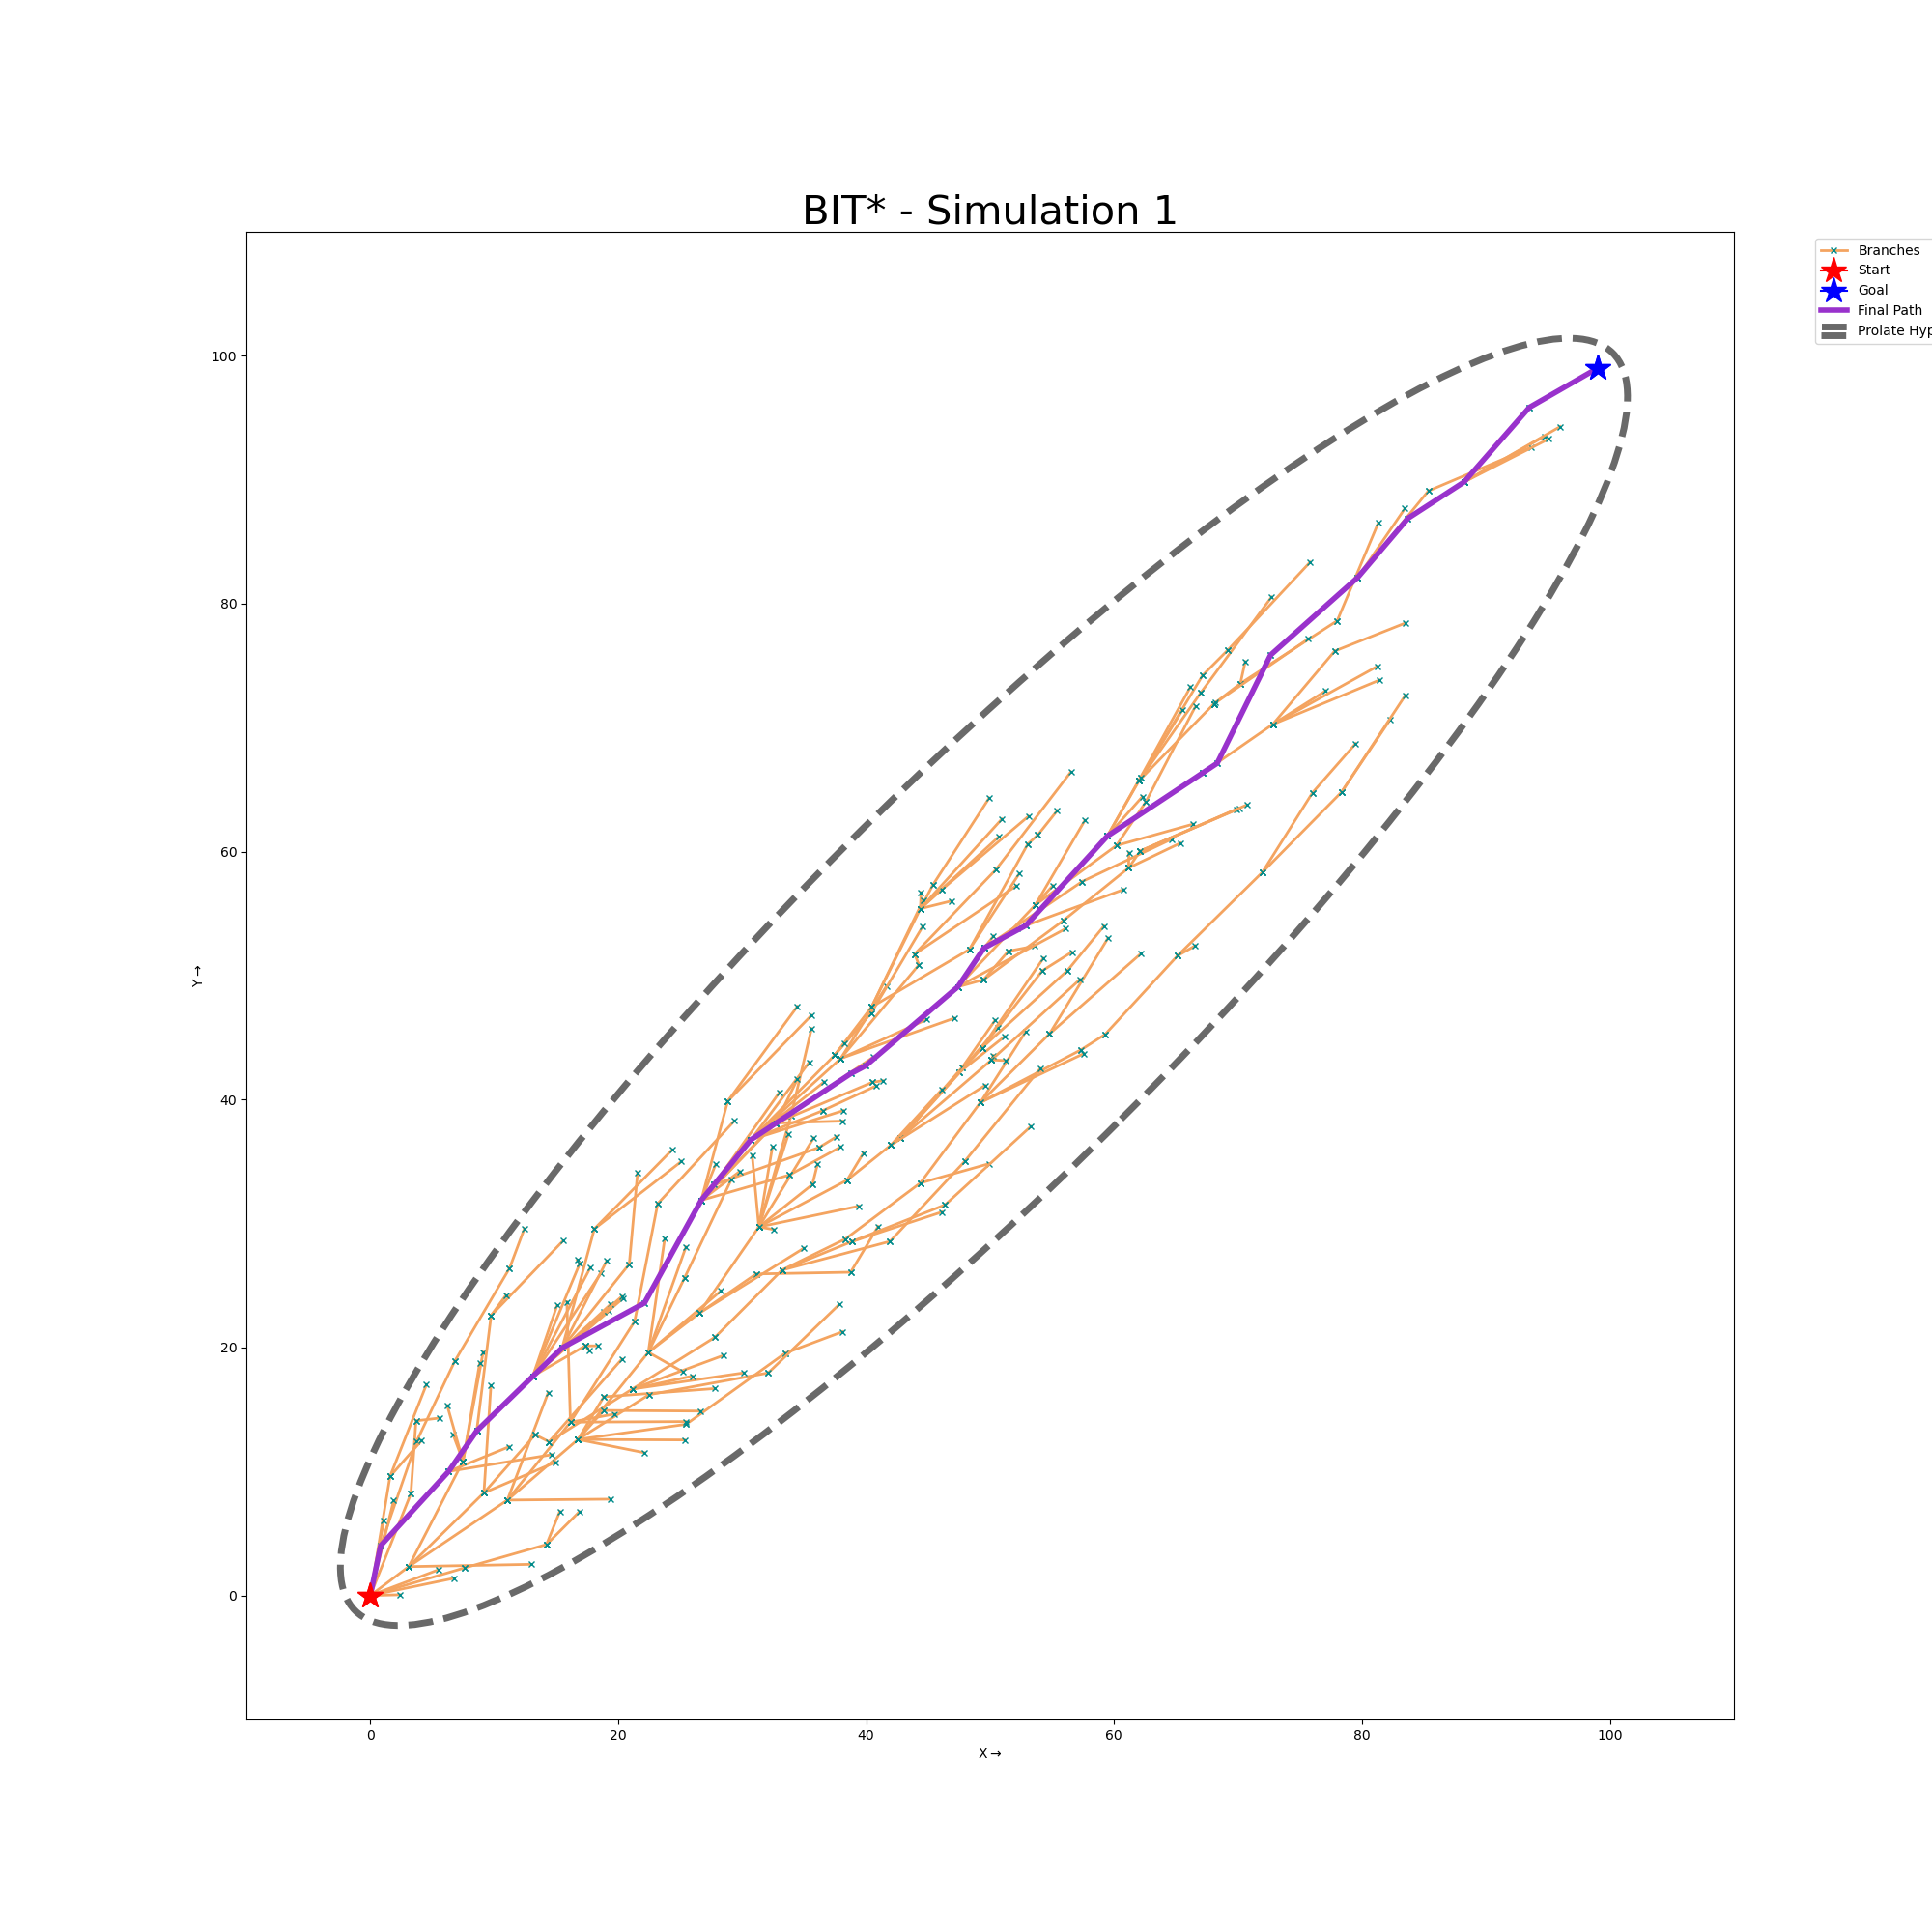 BIT* - Simulation 1
Branches
Start
Goal
Final Path
Prolate Hyp
100
80
60
40
20
0
Y→
0 20 40 60 80 100
X→